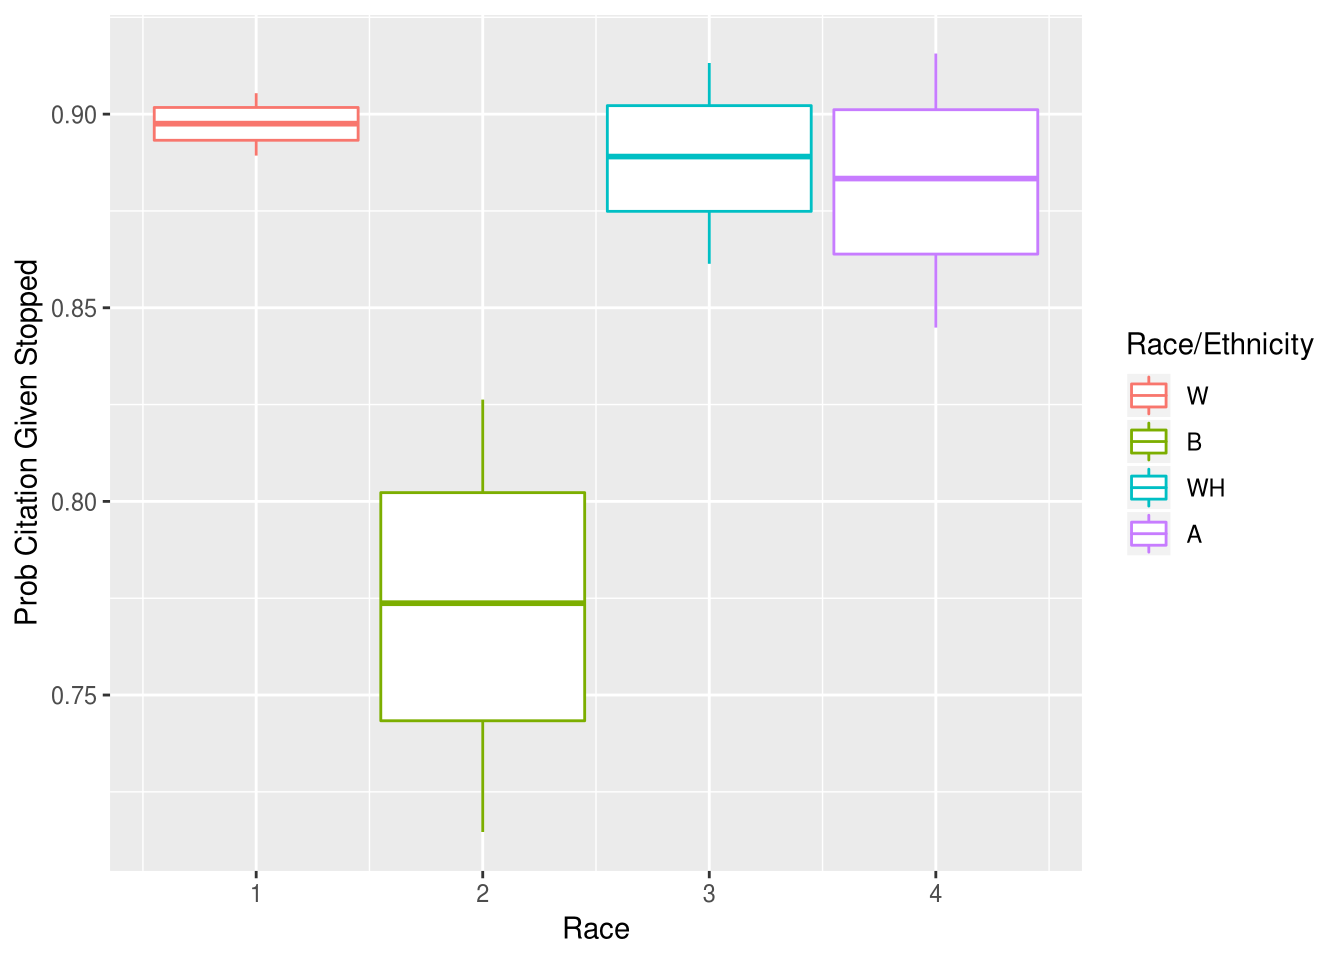 0.90
0.85
0.80
0.75
Prob Citation Given Stopped
1 2 3 4
Race
Race/Ethnicity
W
B
WH
A